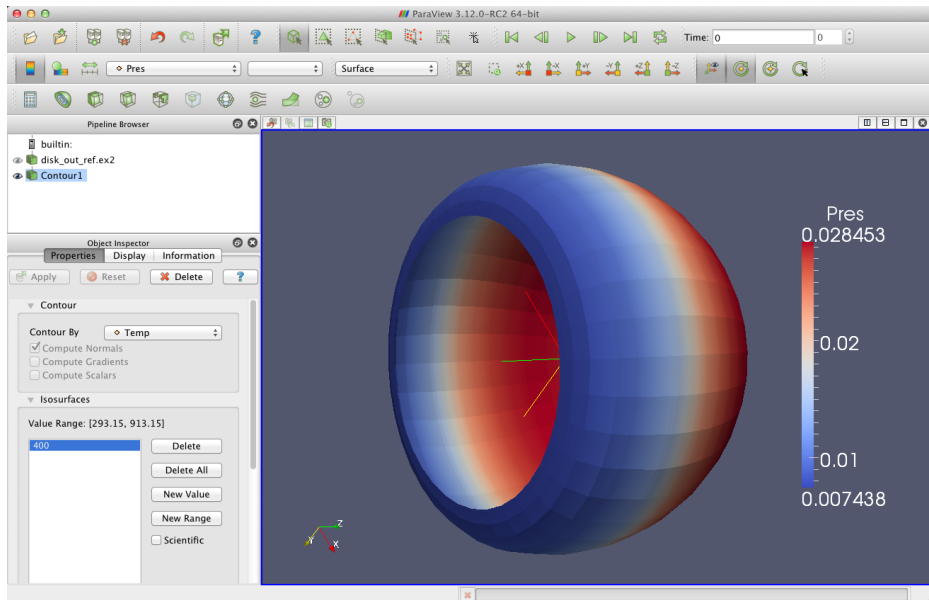 ParaView 3.12.0-RC2 64-bit
Time: 0 0
Pres Surface
+X -X +Y -Y +Z -Z
Pipeline Browser
builtin:
disk_out_ref.ex2
Contour1
Object Inspector
Properties Display Information
Apply Reset Delete ?
Contour
Contour By Temp
Compute Normals
Compute Gradients
Compute Scalars
Isosurfaces
Value Range: [293.15, 913.15]
400
Delete
Delete All
New Value
New Range
Scientific
Pres
0.028453
0.02
0.01
0.007438
Z
Y
X